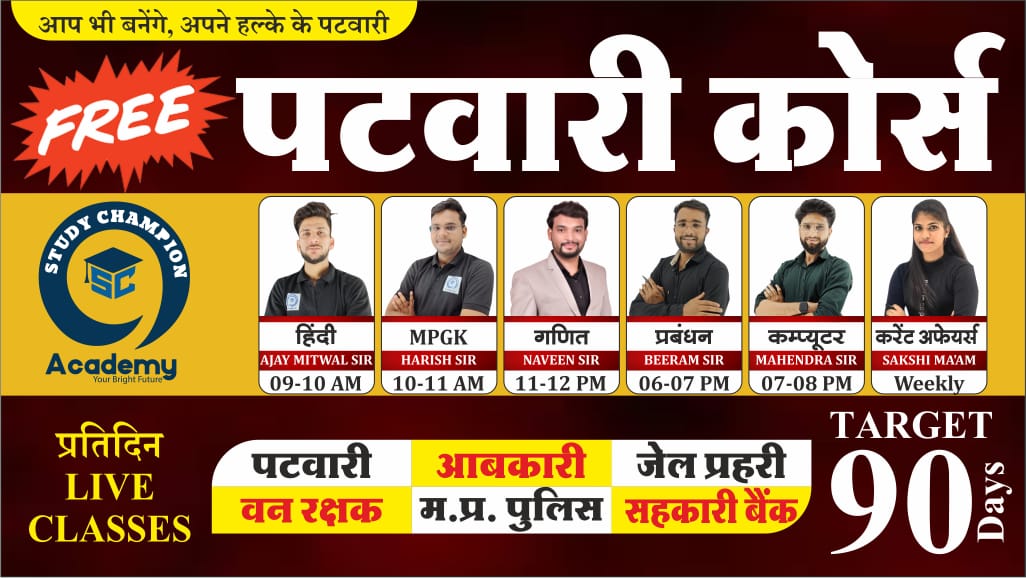 आप भी बनेंगे, अपने हल्के के पटवारी
FREE
पटवारी कोर्स
STUDY CHAMPION
SC
Academy
Your Bright Future
हिंदी
AJAY MITWAL SIR
09-10 AM
MPGK
HARISH SIR
10-11 AM
गणित
NAVEEN SIR
11-12 PM
प्रबंधन
BEERAM SIR
06-07 PM
कम्प्यूटर
MAHENDRA SIR
07-08 PM
करेंट अफेयर्स
SAKSHI MA'AM
Weekly
प्रतिदिन
LIVE
CLASSES
पटवारी आबकारी जेल प्रहरी
वन रक्षक म.प्र. पुलिस सहकारी बैंक
TARGET
90
Days